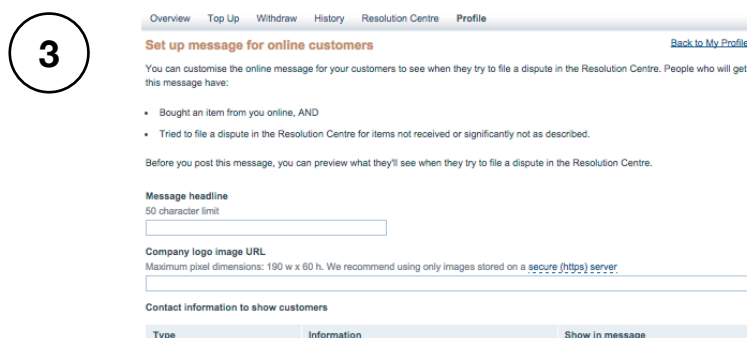 3
Overview Top Up Withdraw History Resolution Centre Profile
Set up message for online customers Back to My Profile
You can customise the online message for your customers to see when they try to file a dispute in the Resolution Centre. People who will get
this message have:
• Bought an item from you online, AND
• Tried to file a dispute in the Resolution Centre for items not received or significantly not as described.
Before you post this message, you can preview what they'll see when they try to file a dispute in the Resolution Centre.
Message headline
50 character limit
Company logo image URL
Maximum pixel dimensions: 190 w x 60 h. We recommend using only images stored on a secure (https) server
Contact information to show customers
Type Information Show in message